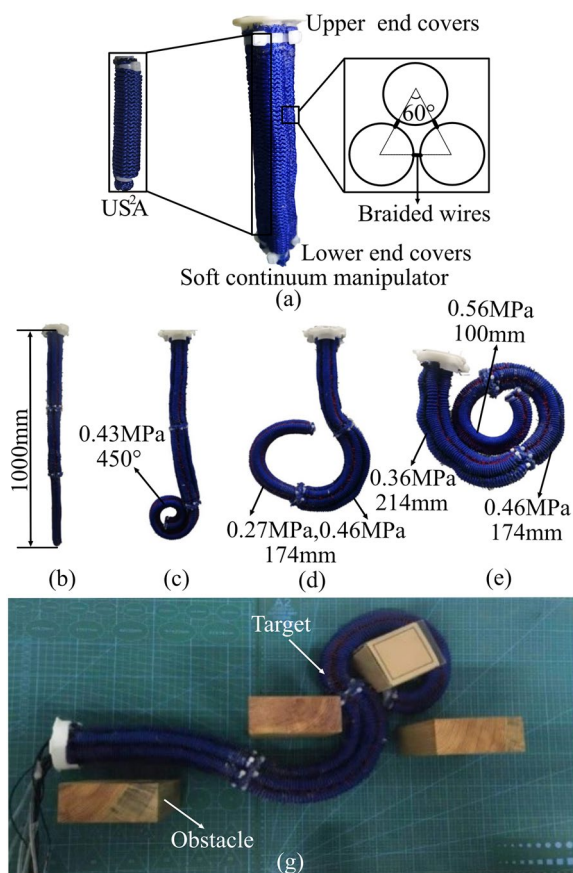 Upper end covers
60°
US²A
Braided wires
Lower end covers
Soft continuum manipulator
(a)
1000mm
0.43MPa
450°
0.27MPa,0.46MPa
174mm
0.56MPa
100mm
0.36MPa
214mm
0.46MPa
174mm
(b)
(c)
(d)
(e)
Target
Obstacle
(g)